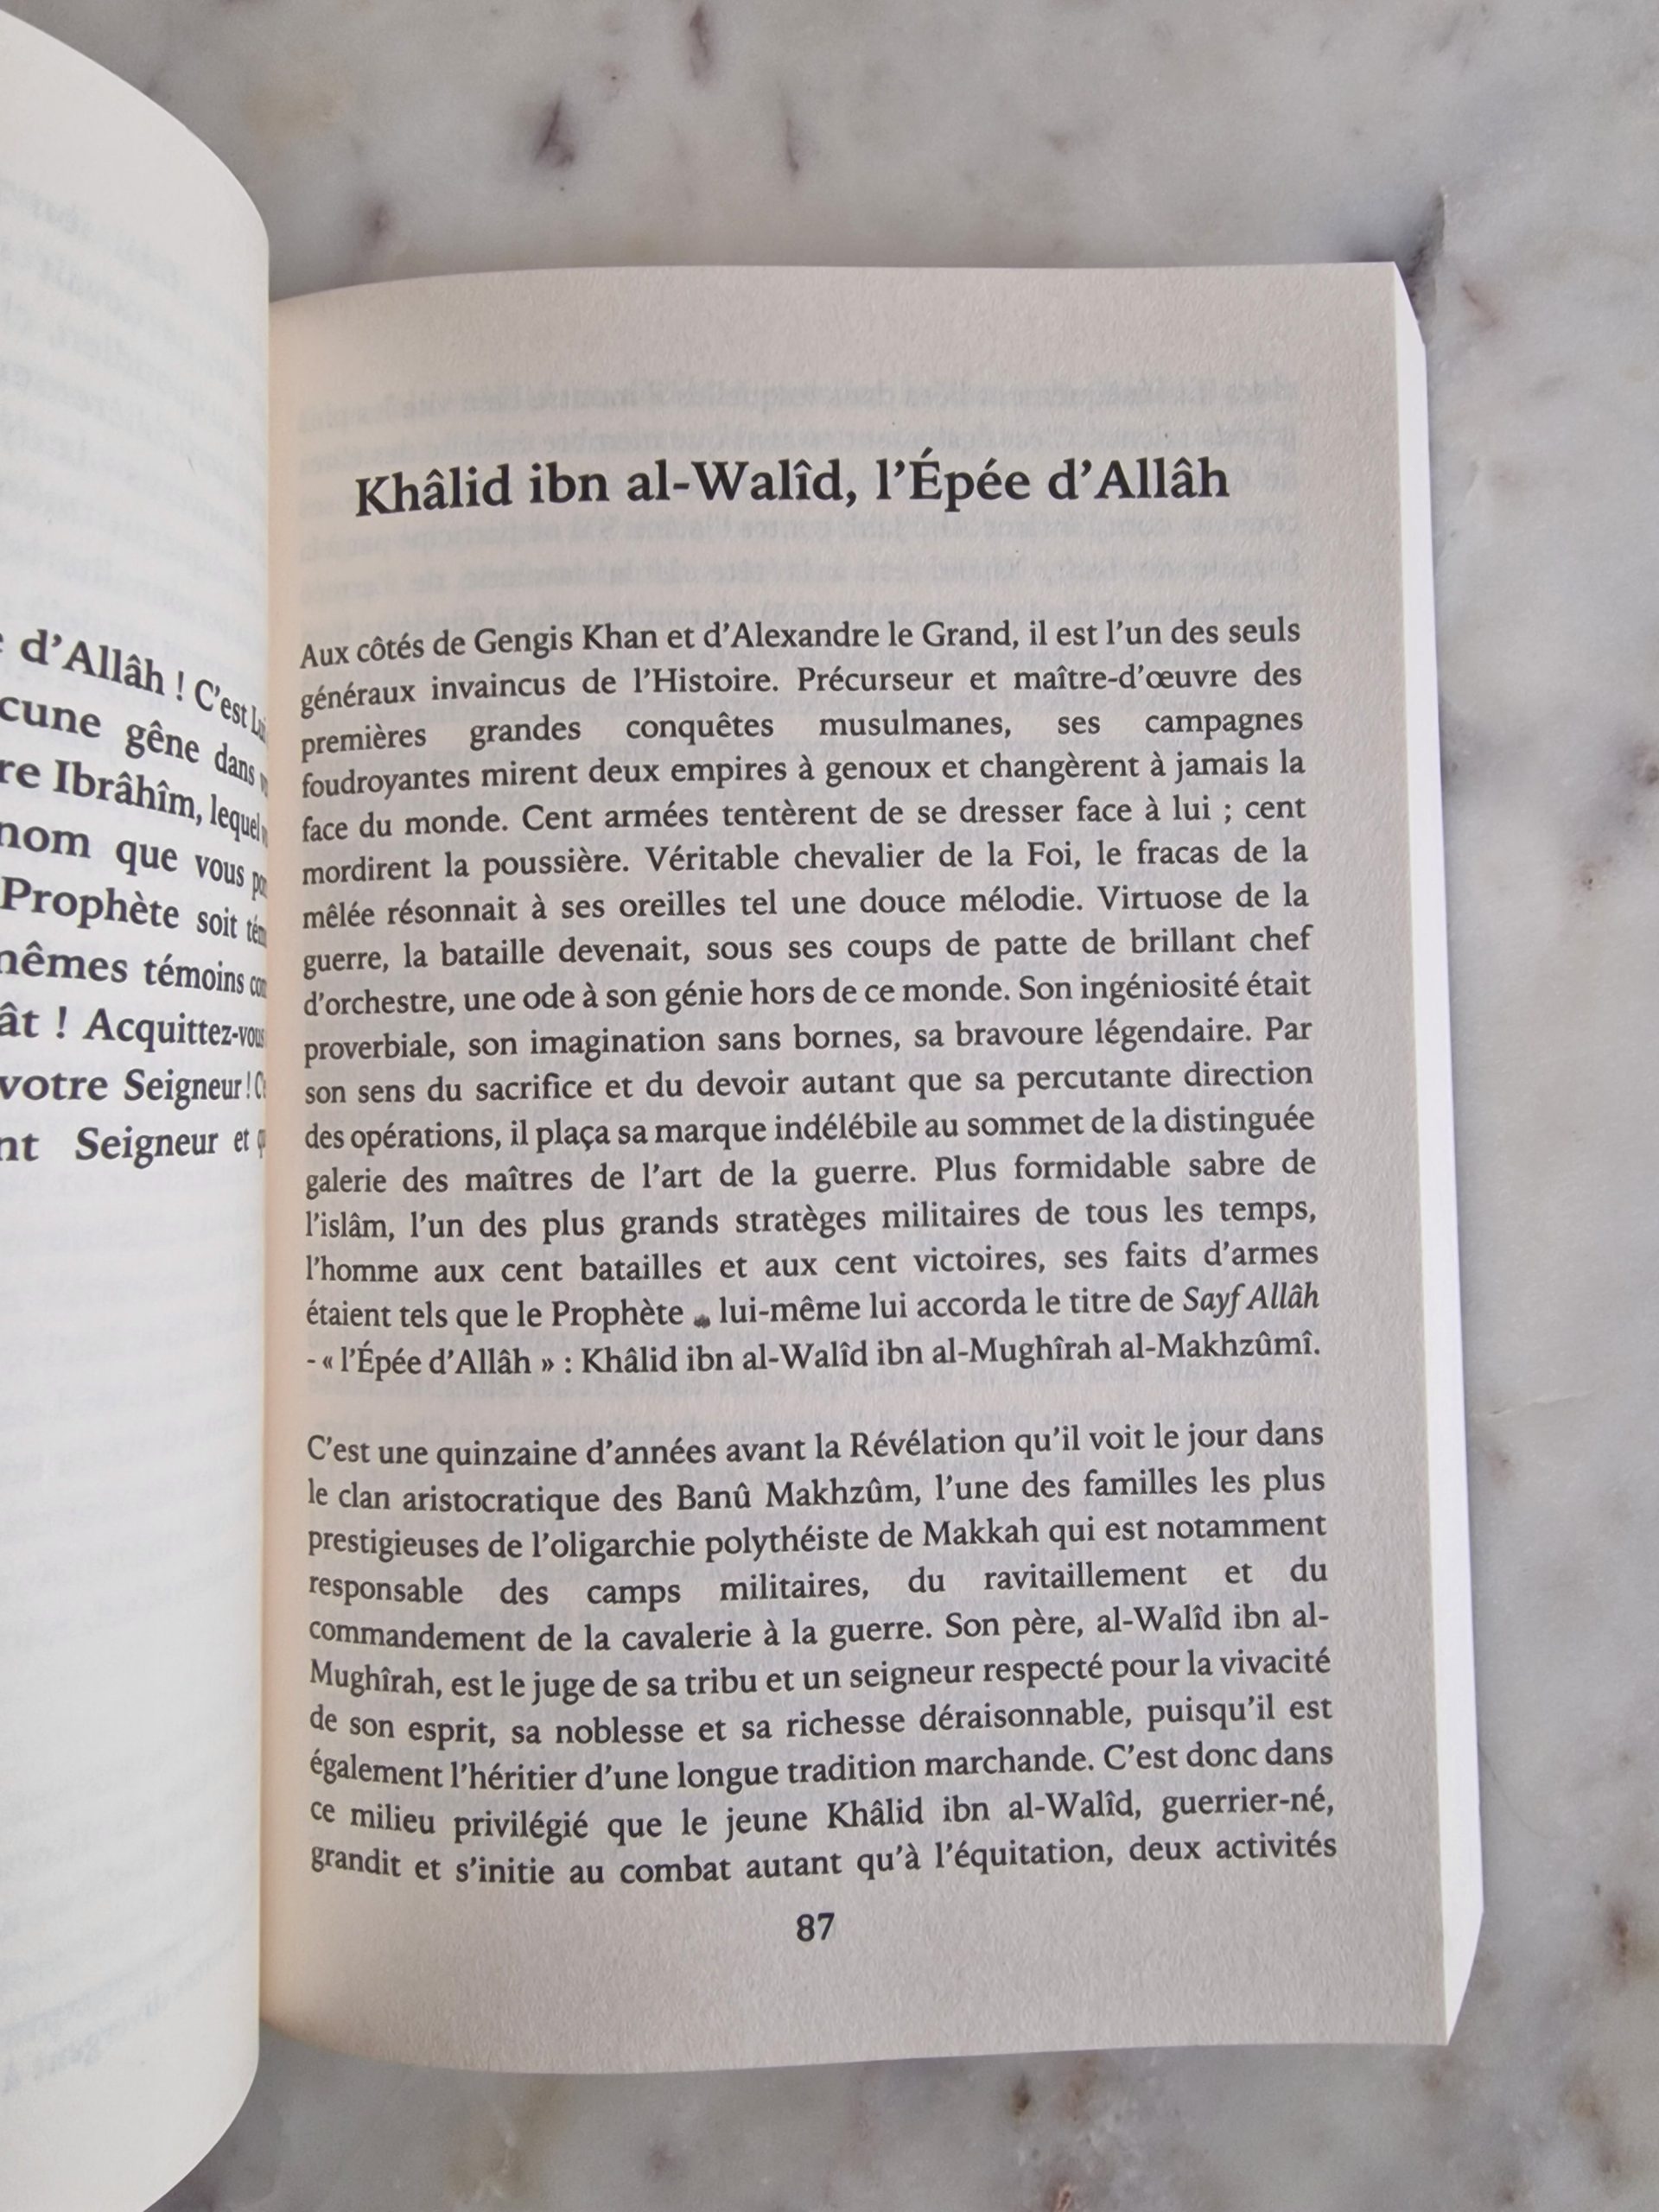 d'Allâh ! C'est
cune gêne dans
re Ibrâhîm, lequel
nom que vous
Prophète soit
mêmes témoins
ât ! Acquittez-vous
votre Seigneur !
nt Seigneur et
Khâlid ibn al-Walîd, l'Épée d'Allâh
Aux côtés de Gengis Khan et d'Alexandre le Grand, il est l'un des seuls
généraux invaincus de l'Histoire. Précurseur et maître-d'œuvre des
premières grandes conquêtes musulmanes, ses campagnes
foudroyantes mirent deux empires à genoux et changèrent à jamais la
face du monde. Cent armées tentèrent de se dresser face à lui ; cent
mordirent la poussière. Véritable chevalier de la Foi, le fracas de la
mêlée résonnait à ses oreilles tel une douce mélodie. Virtuose de la
guerre, la bataille devenait, sous ses coups de patte de brillant chef
d'orchestre, une ode à son génie hors de ce monde. Son ingéniosité était
proverbiale, son imagination sans bornes, sa bravoure légendaire. Par
son sens du sacrifice et du devoir autant que sa percutante direction
des opérations, il plaça sa marque indélébile au sommet de la distinguée
galerie des maîtres de l'art de la guerre. Plus formidable sabre de
l'islâm, l'un des plus grands stratèges militaires de tous les temps,
l'homme aux cent batailles et aux cent victoires, ses faits d'armes
étaient tels que le Prophète lui-même lui accorda le titre de Sayf Allâh
- « l'Épée d'Allâh » : Khâlid ibn al-Walîd ibn al-Mughîrah al-Makhzûmî.
C'est une quinzaine d'années avant la Révélation qu'il voit le jour dans
le clan aristocratique des Banû Makhzûm, l'une des familles les plus
prestigieuses de l'oligarchie polythéiste de Makkah qui est notamment
responsable des camps militaires, du ravitaillement et du
commandement de la cavalerie à la guerre. Son père, al-Walîd ibn al-
Mughîrah, est le juge de sa tribu et un seigneur respecté pour la vivacité
de son esprit, sa noblesse et sa richesse déraisonnable, puisqu'il est
également l'héritier d'une longue tradition marchande. C'est donc dans
ce milieu privilégié que le jeune Khâlid ibn al-Walîd, guerrier-né,
grandit et s'initie au combat autant qu'à l'équitation, deux activités
87